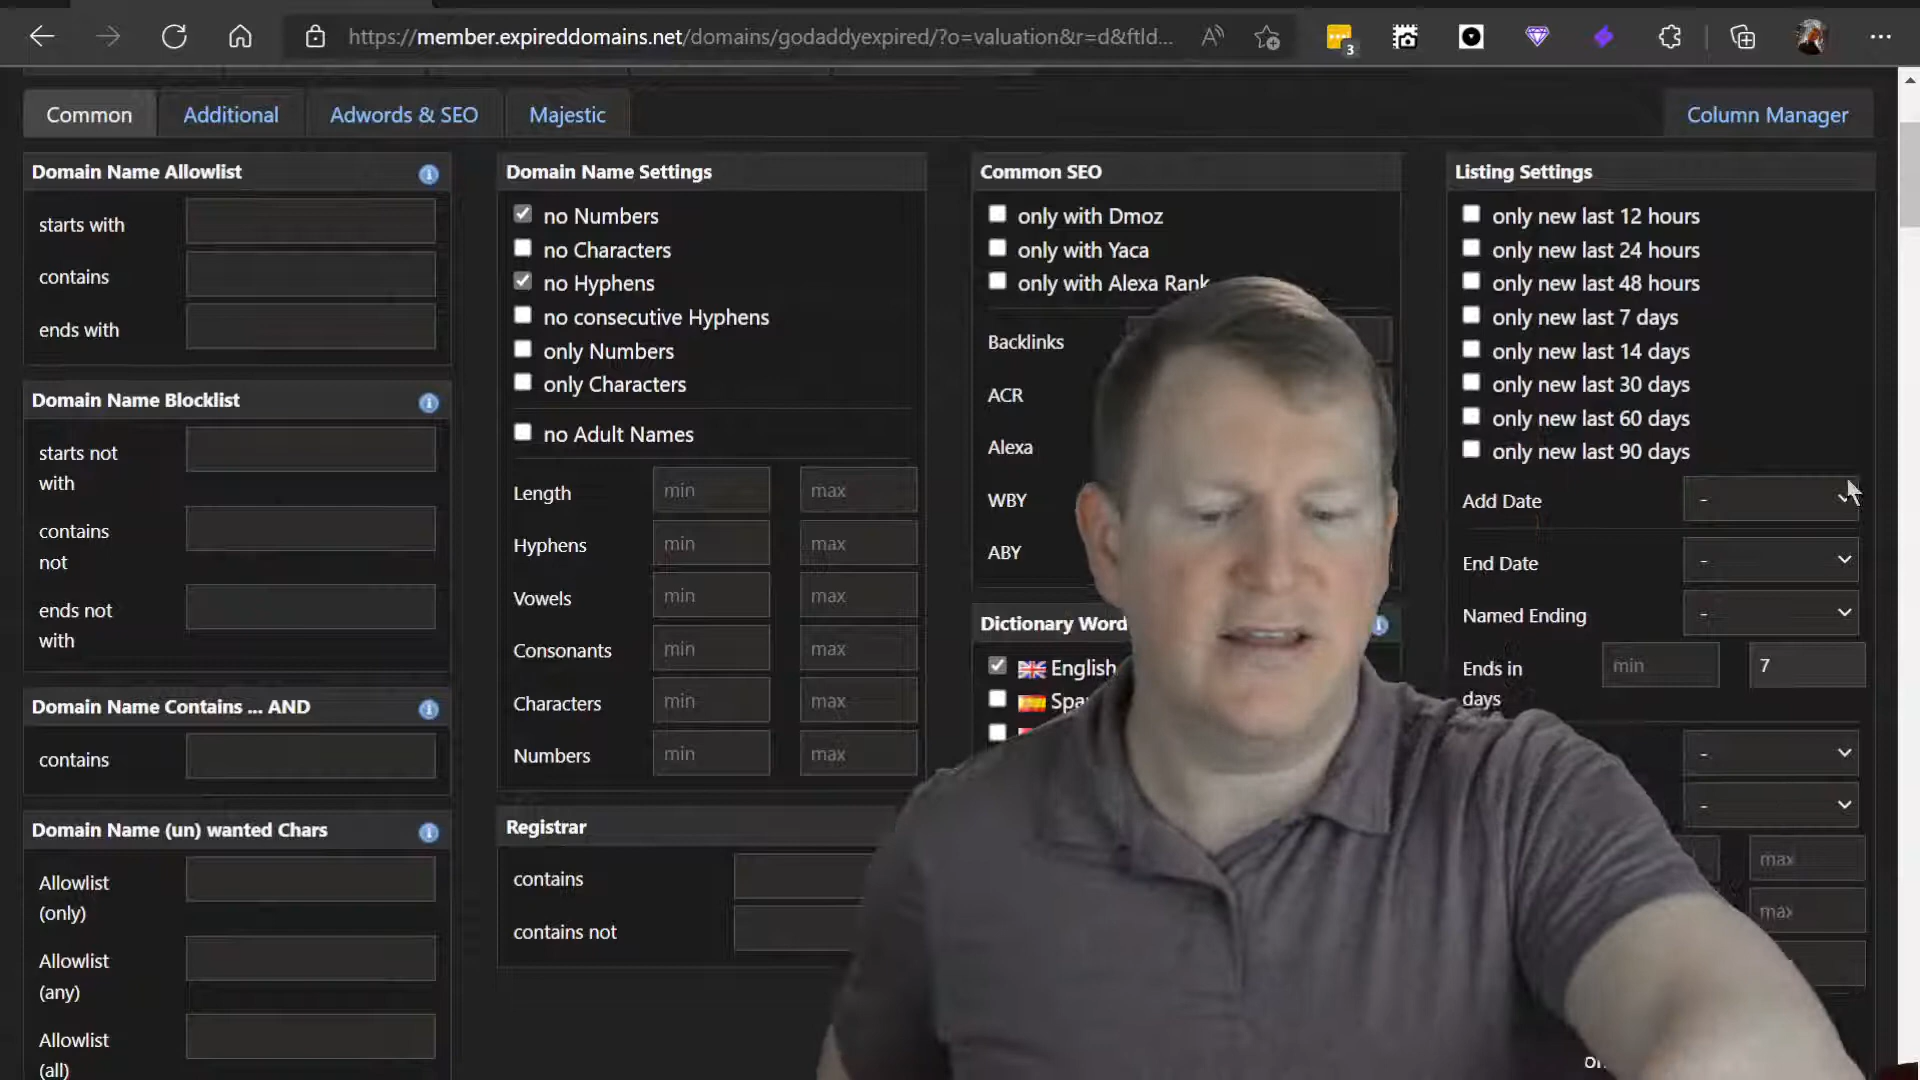 https://member.expireddomains.net/domains/godaddyexpired/?o=valuation&r=d&ftld...
3
Common
Additional
Adwords & SEO
Majestic
Column Manager
Domain Name Allowlist
starts with
contains
ends with
Domain Name Blocklist
starts not
with
contains
not
ends not
with
Domain Name Contains ... AND
contains
Domain Name (un) wanted Chars
Allowlist
(only)
Allowlist
(any)
Allowlist
(all)
Domain Name Settings
no Numbers
no Characters
no Hyphens
no consecutive Hyphens
only Numbers
only Characters
no Adult Names
Length min max
Hyphens min max
Vowels min max
Consonants min max
Characters min max
Numbers min max
Registrar
contains
contains not
Common SEO
only with Dmoz
only with Yaca
only with Alexa Rank
Backlinks
ACR
Alexa
WBY
ABY
Dictionary Word
English
Listing Settings
only new last 12 hours
only new last 24 hours
only new last 48 hours
only new last 7 days
only new last 14 days
only new last 30 days
only new last 60 days
only new last 90 days
Add Date -
End Date -
Named Ending -
Ends in
days
min 7
-
-
max
max